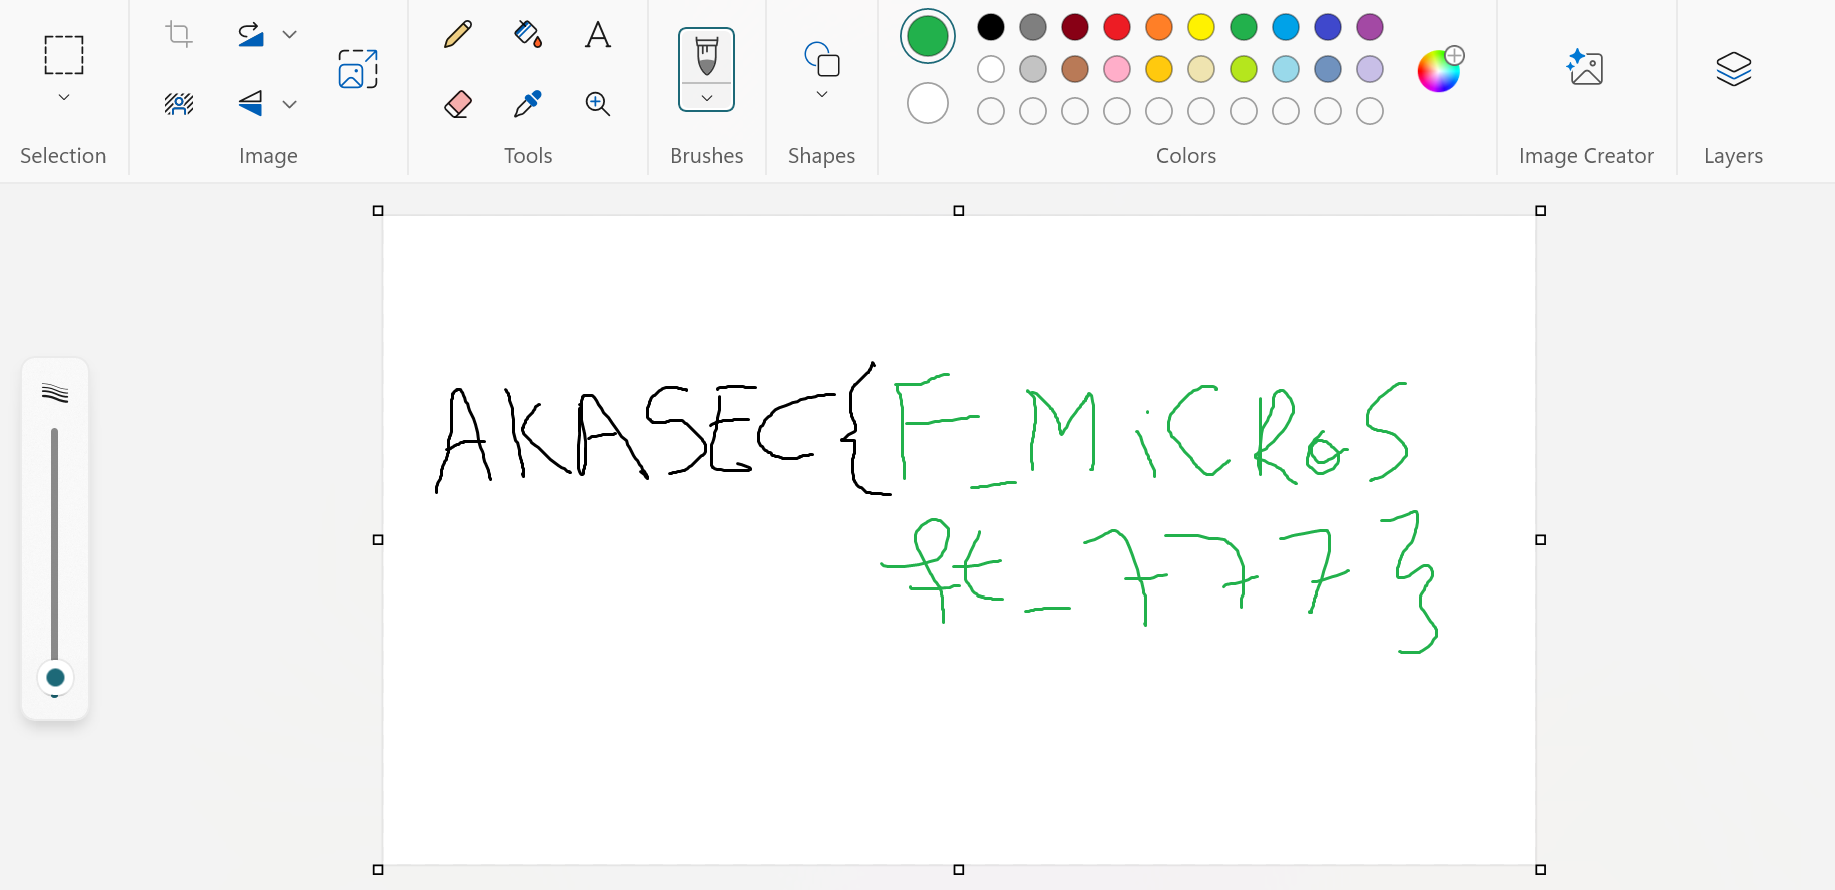 Selection
Image
Tools
Brushes
Shapes
Colors
Image Creator
Layers
AKASEC{F_MiCRoS
ft_777}